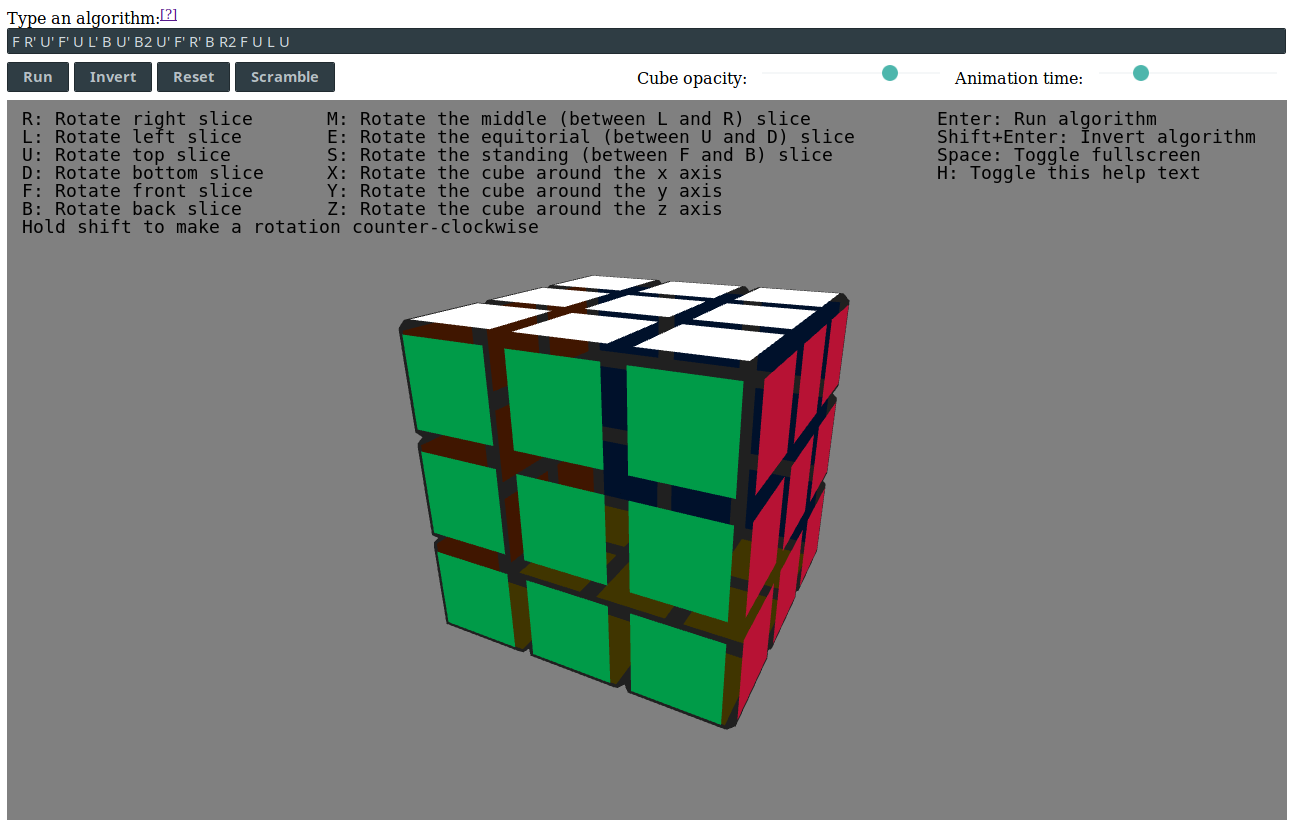 Type an algorithm:[?]
F R' U' F' U L' B U' B2 U' F' R' B R2 F U L U
Run Invert Reset Scramble Cube opacity: Animation time:
R: Rotate right slice M: Rotate the middle (between L and R) slice Enter: Run algorithm
L: Rotate left slice E: Rotate the equitorial (between U and D) slice Shift+Enter: Invert algorithm
U: Rotate top slice S: Rotate the standing (between F and B) slice Space: Toggle fullscreen
D: Rotate bottom slice X: Rotate the cube around the x axis H: Toggle this help text
F: Rotate front slice Y: Rotate the cube around the y axis
B: Rotate back slice Z: Rotate the cube around the z axis
Hold shift to make a rotation counter-clockwise